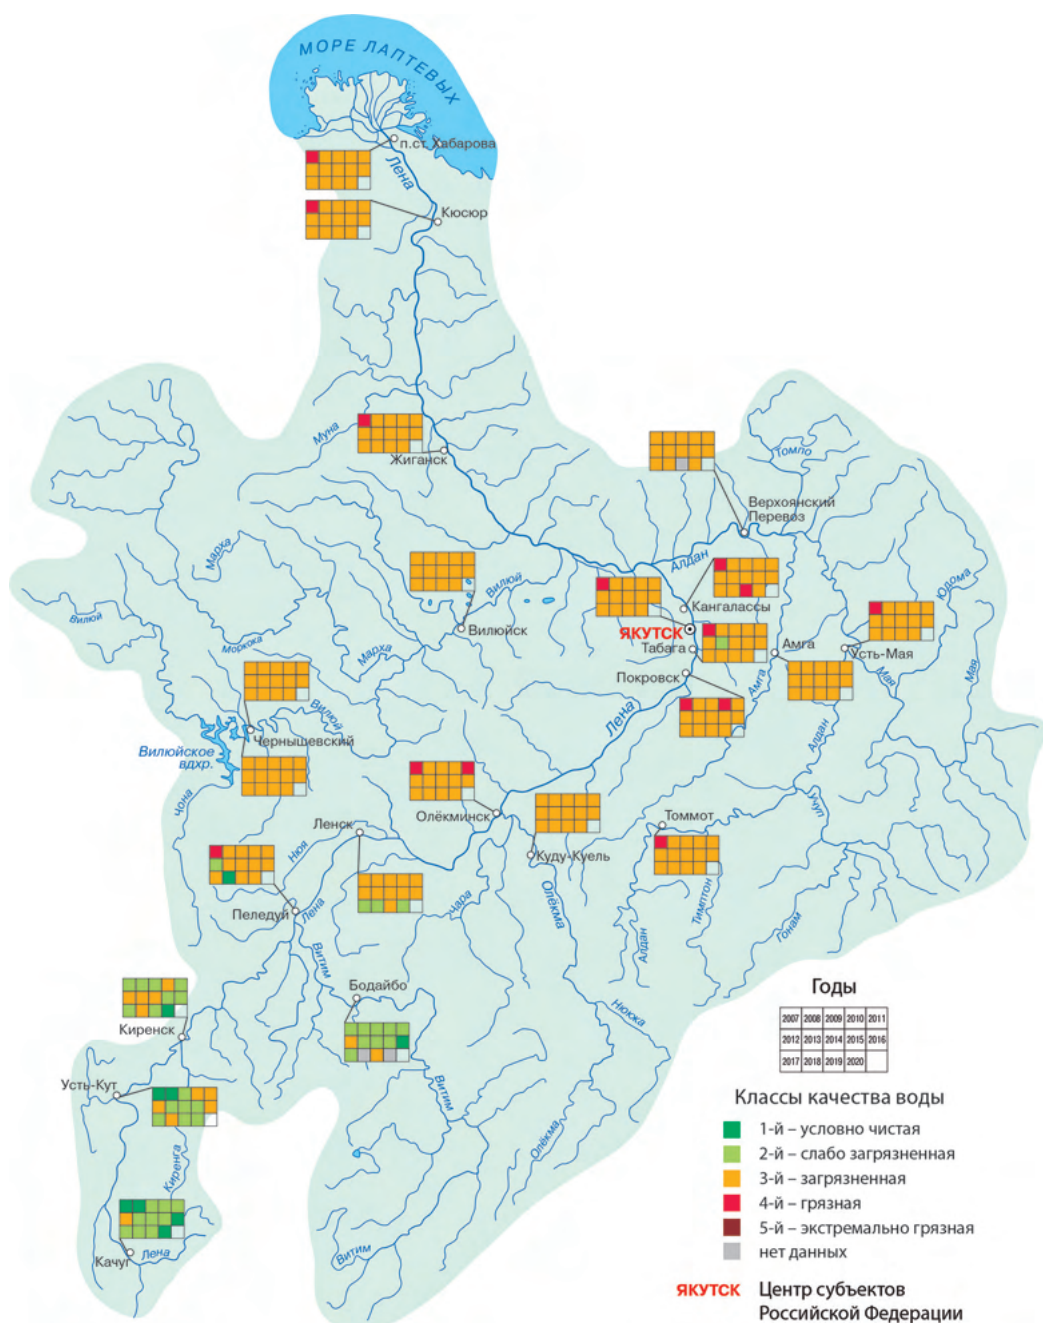 МОРЕ ЛАПТЕВЫХ
п.ст. Хабарова
Лена
Кюсюр
Муна
Жиганск
Томпо
Верхоянский
Перевоз
Марха
Алдан
Вилюй
Кангалассы
Юдома
Вилюй
Вилюйск
ЯКУТСК
Табага
Амга
Усть-Мая
Моркока
Марха
Покровск
Амга
Мая
Мая
Вилюй
Лена
Чернышевский
Алдан
Вилюйское
вдхр.
Чона
Учур
Олёкминск
Томмот
Ленск
Нюя
Куду-Куель
Чара
Олёкма
Тимптон
Пеледуй
Лена
Гонам
Алдан
Витим
Бодайбо
Нюкжа
Киренск
Усть-Кут
Витим
Олёкма
Киренга
Качуг
Лена
Витим
Годы
2007 2008 2009 2010 2011
2012 2013 2014 2015 2016
2017 2018 2019 2020
Классы качества воды
1-й – условно чистая
2-й – слабо загрязненная
3-й – загрязненная
4-й – грязная
5-й – экстремально грязная
нет данных
ЯКУТСК Центр субъектов
Российской Федерации